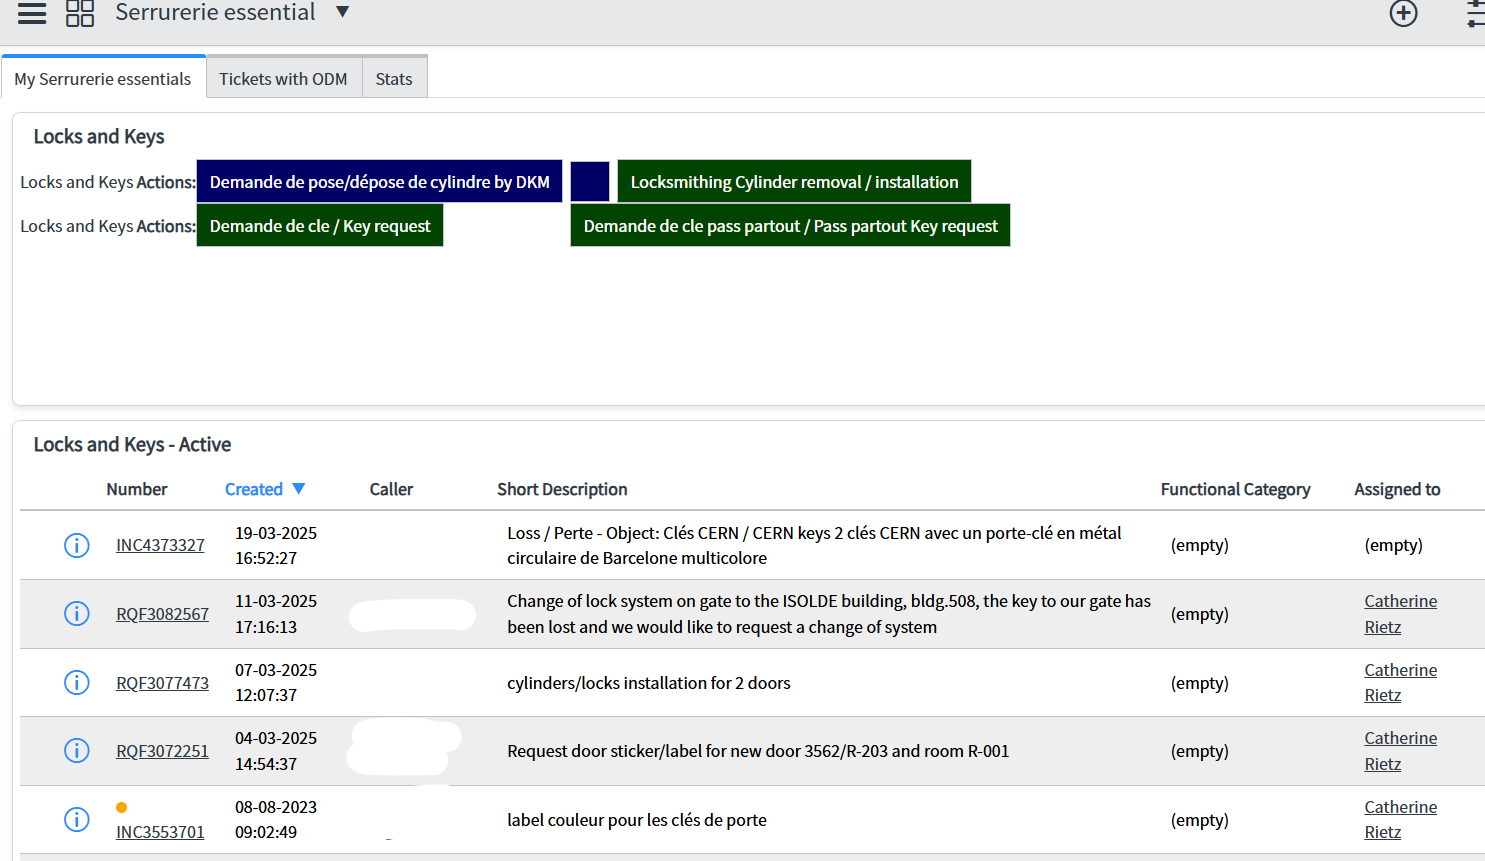 Serrurerie essential ▼
My Serrurerie essentials Tickets with ODM Stats
Locks and Keys
Locks and Keys Actions: Demande de pose/dépose de cylindre by DKM Locksmithing Cylinder removal / installation
Locks and Keys Actions: Demande de cle / Key request Demande de cle pass partout / Pass partout Key request
Locks and Keys - Active
Number Created ▼ Caller Short Description Functional Category Assigned to
INC4373327 19-03-2025 16:52:27 Loss / Perte - Object: Clés CERN / CERN keys 2 clés CERN avec un porte-clé en métal circulaire de Barcelone multicolore (empty) (empty)
RQF3082567 11-03-2025 17:16:13 Change of lock system on gate to the ISOLDE building, bldg.508, the key to our gate has been lost and we would like to request a change of system (empty) Catherine Rietz
RQF3077473 07-03-2025 12:07:37 cylinders/locks installation for 2 doors (empty) Catherine Rietz
RQF3072251 04-03-2025 14:54:37 Request door sticker/label for new door 3562/R-203 and room R-001 (empty) Catherine Rietz
INC3553701 08-08-2023 09:02:49 label couleur pour les clés de porte (empty) Catherine Rietz